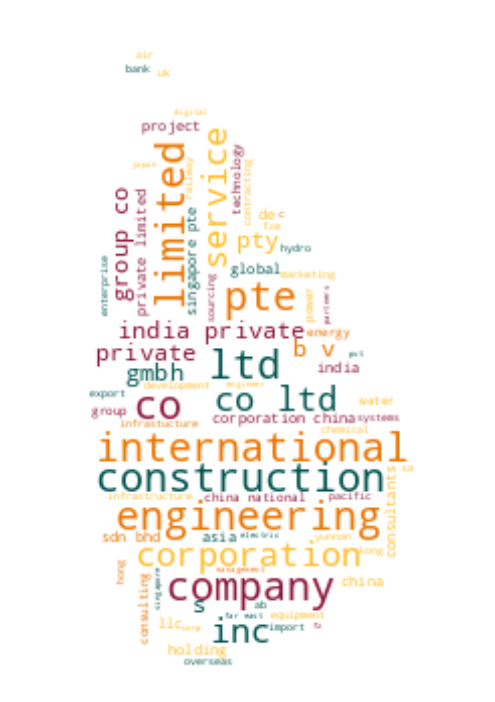 air
bank
uk
digital
project
limited
service
japan
railway
technology
contracting
group co
private limited
singapore pte
de
c
fze
pty
hydro
enterprise
global
marketing
sourcing
pte
power
partners
india private
energy
private
ltd
b v
pvt
gmbh
india
development
engineer
export
co
co ltd
water
group
corporation china
systems
infrastucture
chemical
international
construction
consultants
sa
infrastructure
china national
pacific
engineering
sdn bhd
asia
electric
yunnan
corporation
kong
hong
consulting
singapore
management
company
china
s
ab
far east
equipment
llc
corp
inc
import
holding
overseas